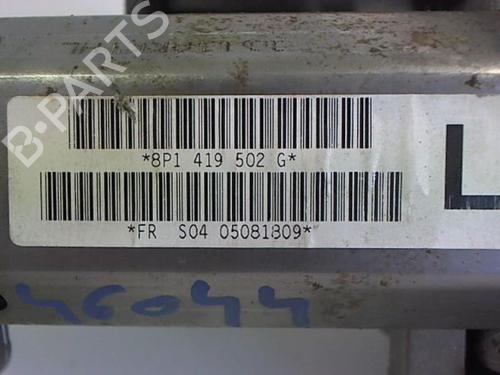 *8P1 419 502 G*
L
*FR S04 05081809*
46044
B-PARTS